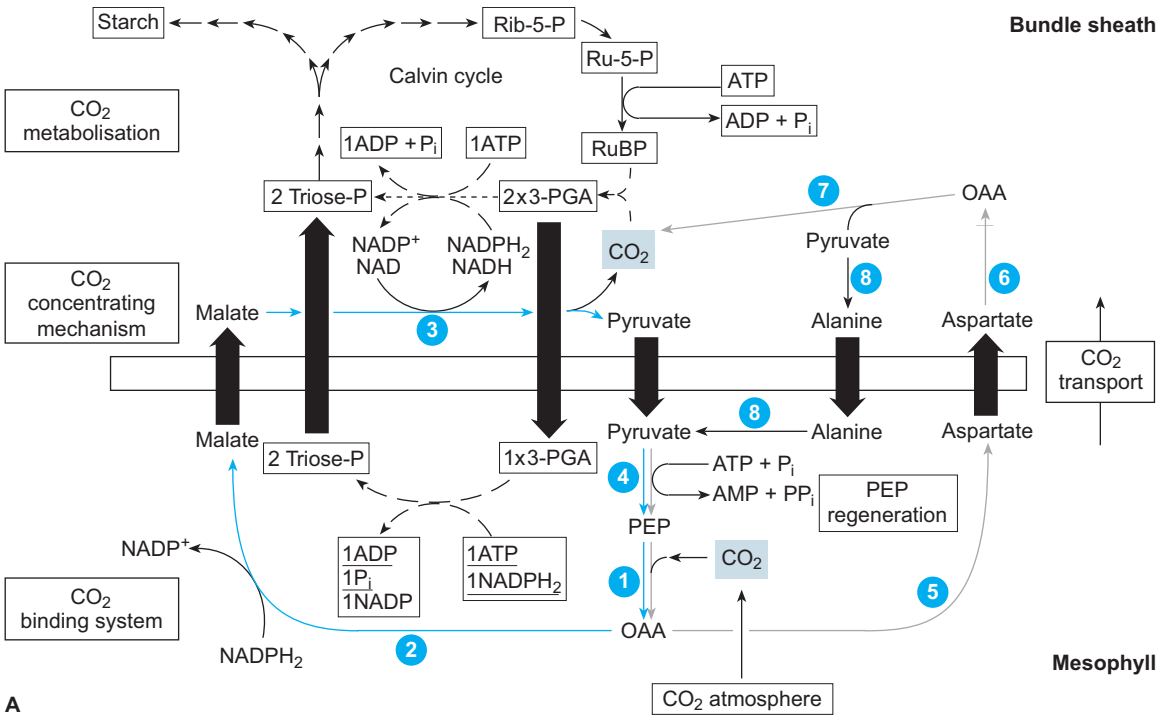 Starch
Rib-5-P
Bundle sheath
Ru-5-P
Calvin cycle
ATP
CO₂
metabolisation
ADP + Pᵢ
1ADP + Pᵢ
1ATP
RuBP
2 Triose-P
2x3-PGA
7
OAA
NADP⁺
NAD
NADPH₂
NADH
CO₂
Pyruvate
8
6
CO₂
concentrating
mechanism
Malate
3
Pyruvate
Alanine
Aspartate
CO₂
transport
Malate
2 Triose-P
1x3-PGA
Pyruvate
8
Alanine
Aspartate
4
ATP + Pᵢ
AMP + PPᵢ
PEP
regeneration
PEP
NADP⁺
1ADP
1Pᵢ
1NADP
1ATP
1NADPH₂
1
CO₂
5
CO₂
binding system
OAA
2
NADPH₂
Mesophyll
CO₂ atmosphere
A